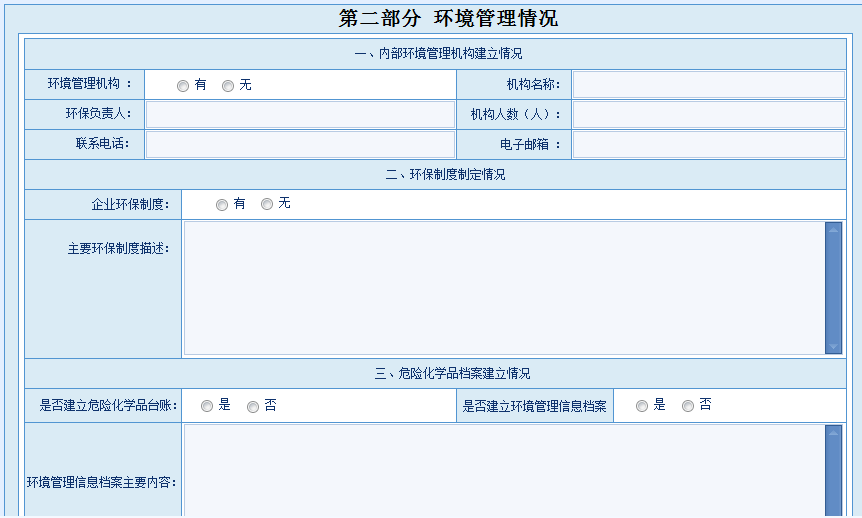 第二部分 环境管理情况
一、内部环境管理机构建立情况
环境管理机构 ： 有 无 机构名称：
环保负责人： 机构人数（人）：
联系电话： 电子邮箱 ：
二、环保制度制定情况
企业环保制度： 有 无
主要环保制度描述：
三、危险化学品档案建立情况
是否建立危险化学品台账： 是 否 是否建立环境管理信息档案 是 否
环境管理信息档案主要内容：